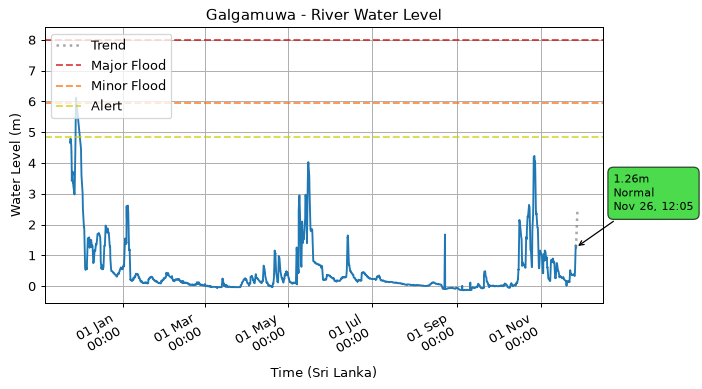 Galgamuwa - River Water Level
Trend
Major Flood
Minor Flood
Alert
8
7
6
5
4
3
2
1
0
Water Level (m)
1.26m
Normal
Nov 26, 12:05
01 Jan
00:00
01 Mar
00:00
01 May
00:00
01 Jul
00:00
01 Sep
00:00
01 Nov
00:00
Time (Sri Lanka)